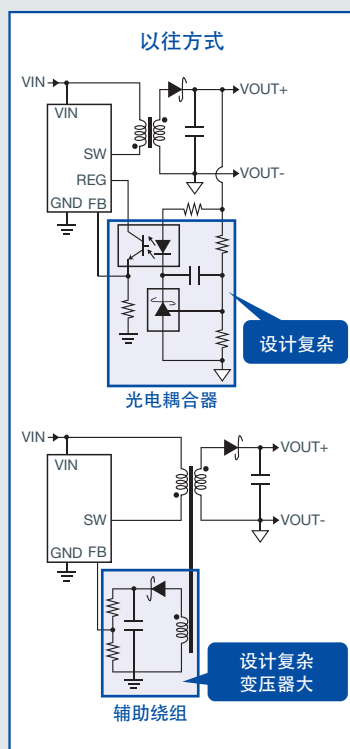 以往方式
VIN
VOUT+
VIN
SW
VOUT-
REG
GND FB
设计复杂
光电耦合器
VIN
VOUT+
VIN
SW
VOUT-
GND FB
设计复杂
变压器大
辅助绕组